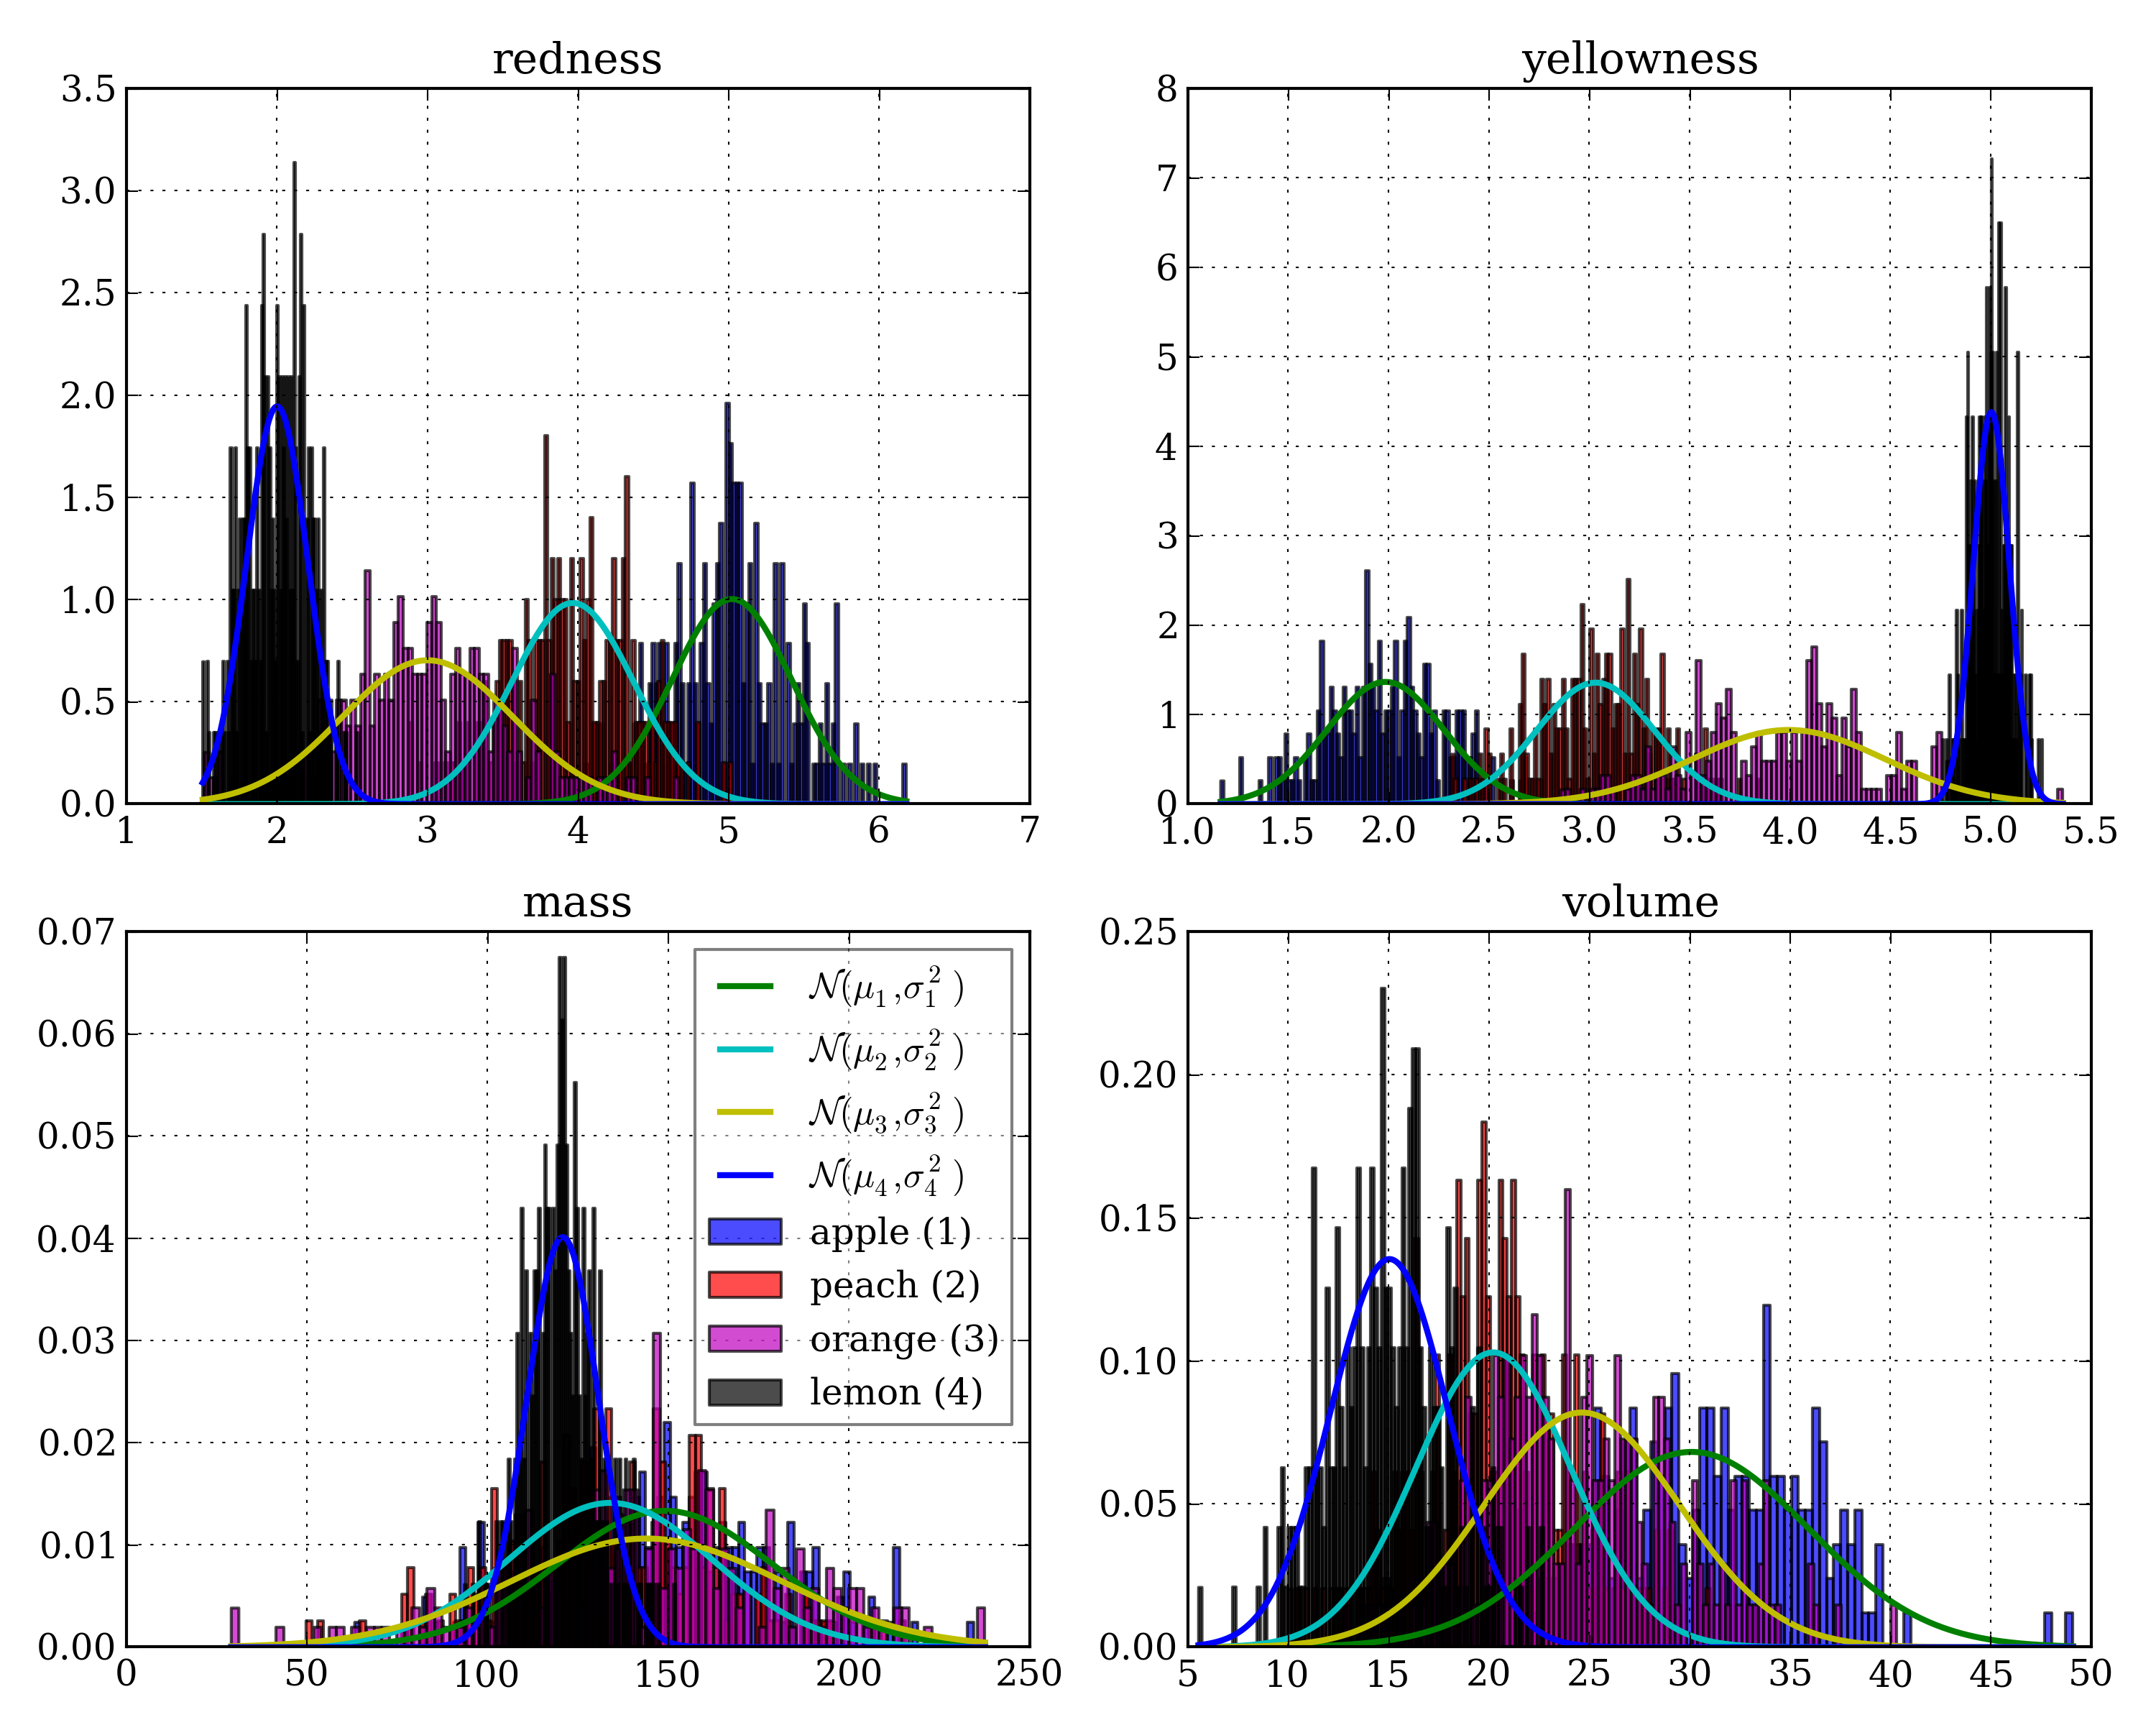 redness
3.5
3.0
2.5
2.0
1.5
1.0
0.5
0.0
1 2 3 4 5 6 7
yellowness
8
7
6
5
4
3
2
1
0
1.0 1.5 2.0 2.5 3.0 3.5 4.0 4.5 5.0 5.5
mass
0.07
0.06
0.05
0.04
0.03
0.02
0.01
0.00
0 50 100 150 200 250
𝒩(μ₁,σ₁²)
𝒩(μ₂,σ₂²)
𝒩(μ₃,σ₃²)
𝒩(μ₄,σ₄²)
apple (1)
peach (2)
orange (3)
lemon (4)
volume
0.25
0.20
0.15
0.10
0.05
0.00
5 10 15 20 25 30 35 40 45 50